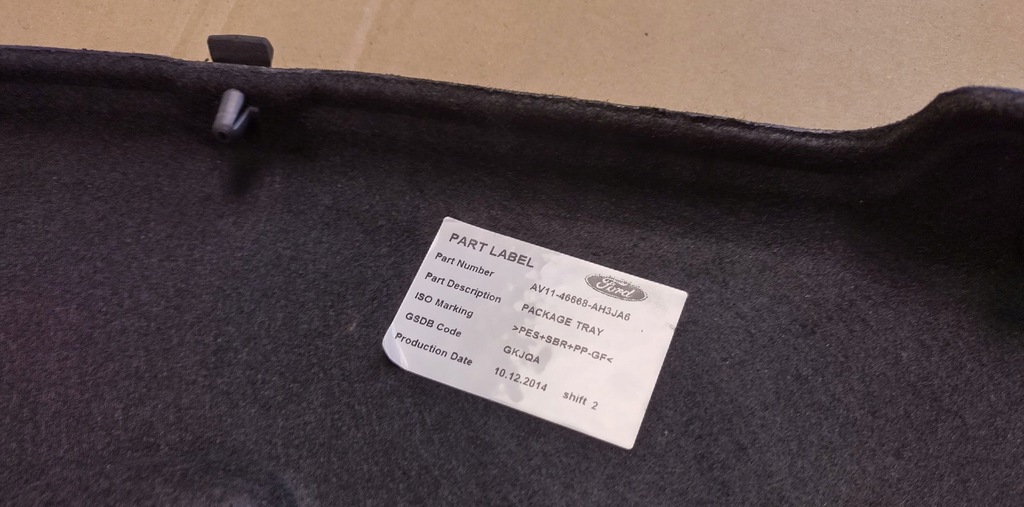 PART LABEL
Ford
Part Number AV11-46668-AH3JA6
Part Description PACKAGE TRAY
ISO Marking >PES+SBR+PP-GF<
GSDB Code GKJQA
Production Date 10.12.2014 shift 2